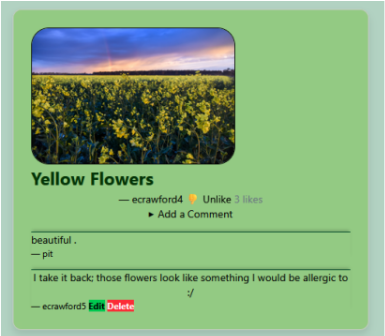 Yellow Flowers
— ecrawford4 👎 Unlike 3 likes
▸ Add a Comment
beautiful .
— pit
I take it back; those flowers look like something I would be allergic to
:/
— ecrawford5 Edit Delete